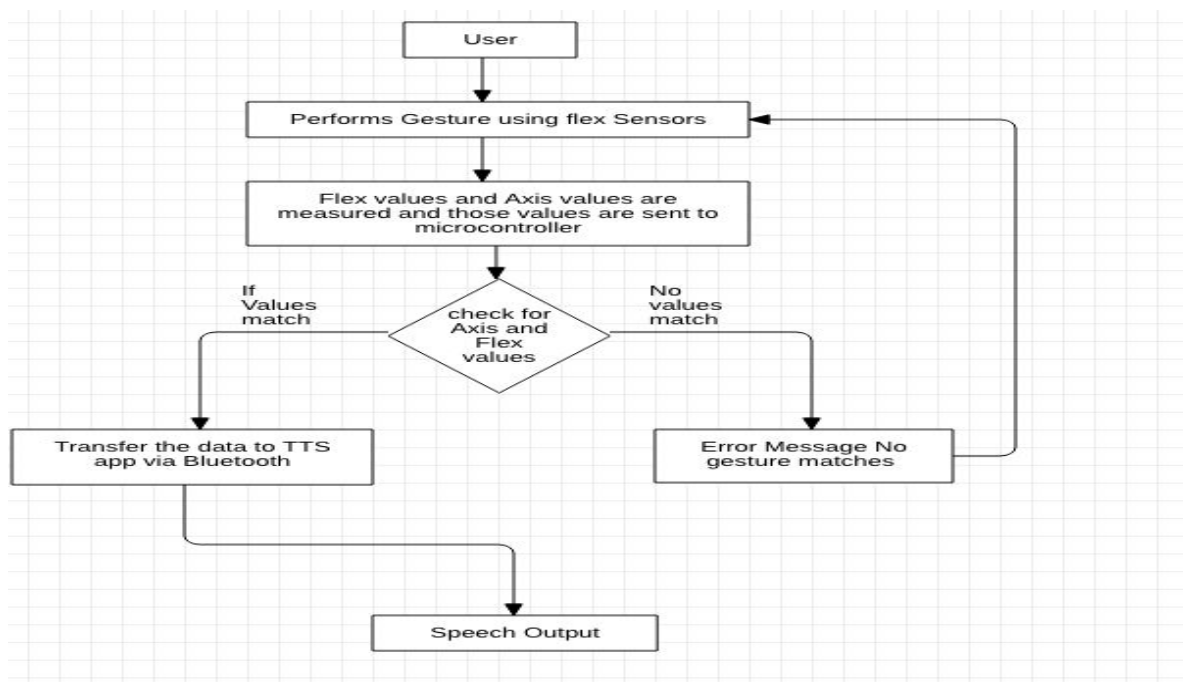 User
Performs Gesture using flex Sensors
Flex values and Axis values are
measured and those values are sent to
microcontroller
If
Values
match
check for
Axis and
Flex
values
No
values
match
Transfer the data to TTS
app via Bluetooth
Error Message No
gesture matches
Speech Output